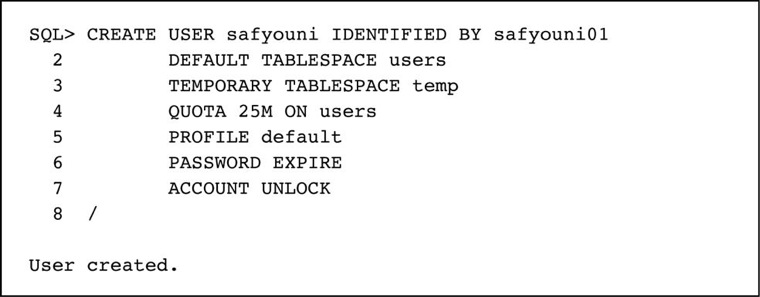 SQL> CREATE USER safyouni IDENTIFIED BY safyouni01
  2          DEFAULT TABLESPACE users
  3          TEMPORARY TABLESPACE temp
  4          QUOTA 25M ON users
  5          PROFILE default
  6          PASSWORD EXPIRE
  7          ACCOUNT UNLOCK
  8  /
User created.